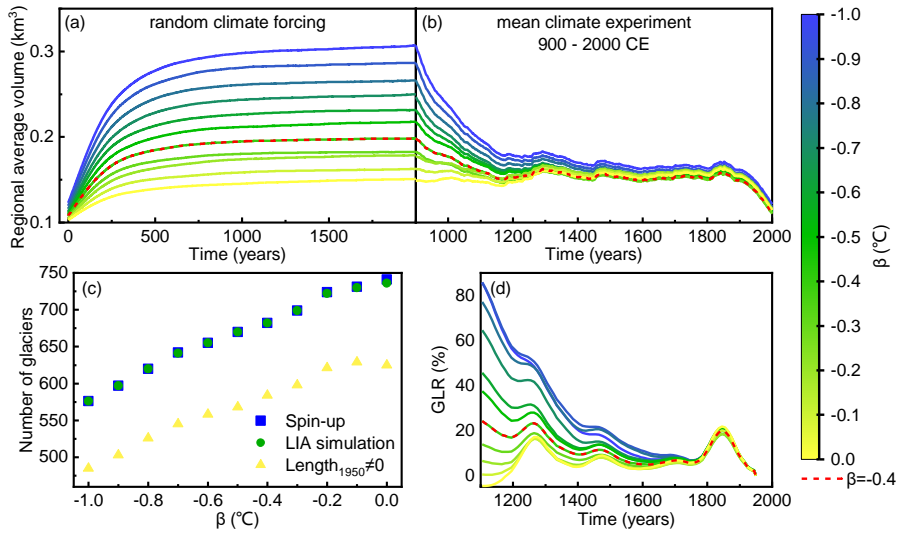 (a) random climate forcing
(b) mean climate experiment
900 - 2000 CE
Regional average volume (km³)
0.3
0.2
0.1
0 500 1000 1500
Time (years)
1000 1200 1400 1600 1800 2000
Time (years)
-1.0
-0.9
-0.8
-0.7
-0.6
-0.5
-0.4
-0.3
-0.2
-0.1
0.0
β (℃)
β=-0.4
(c)
Number of glaciers
750
700
650
600
575
550
500
Spin-up
LIA simulation
Length1950≠0
-1.0 -0.8 -0.6 -0.4 -0.2 0.0
β (℃)
(d)
GLR (%)
80
60
40
20
0
1200 1400 1600 1800 2000
Time (years)